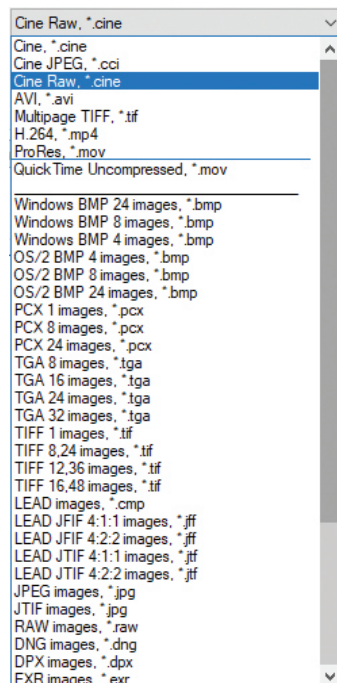 Cine Raw, *.cine
Cine, *.cine
Cine JPEG, *.cci
Cine Raw, *.cine
AVI, *.avi
Multipage TIFF, *.tif
H.264, *.mp4
ProRes, *.mov
QuickTime Uncompressed, *.mov
Windows BMP 24 images, *.bmp
Windows BMP 8 images, *.bmp
Windows BMP 4 images, *.bmp
OS/2 BMP 4 images, *.bmp
OS/2 BMP 8 images, *.bmp
OS/2 BMP 24 images, *.bmp
PCX 1 images, *.pcx
PCX 8 images, *.pcx
PCX 24 images, *.pcx
TGA 8 images, *.tga
TGA 16 images, *.tga
TGA 24 images, *.tga
TGA 32 images, *.tga
TIFF 1 images, *.tif
TIFF 8,24 images, *.tif
TIFF 12,36 images, *.tif
TIFF 16,48 images, *.tif
LEAD images, *.cmp
LEAD JFIF 4:1:1 images, *.jff
LEAD JFIF 4:2:2 images, *.jff
LEAD JTIF 4:1:1 images, *.jtf
LEAD JTIF 4:2:2 images, *.jtf
JPEG images, *.jpg
JTIF images, *.jpg
RAW images, *.raw
DNG images, *.dng
DPX images, *.dpx
EXR images, *.exr